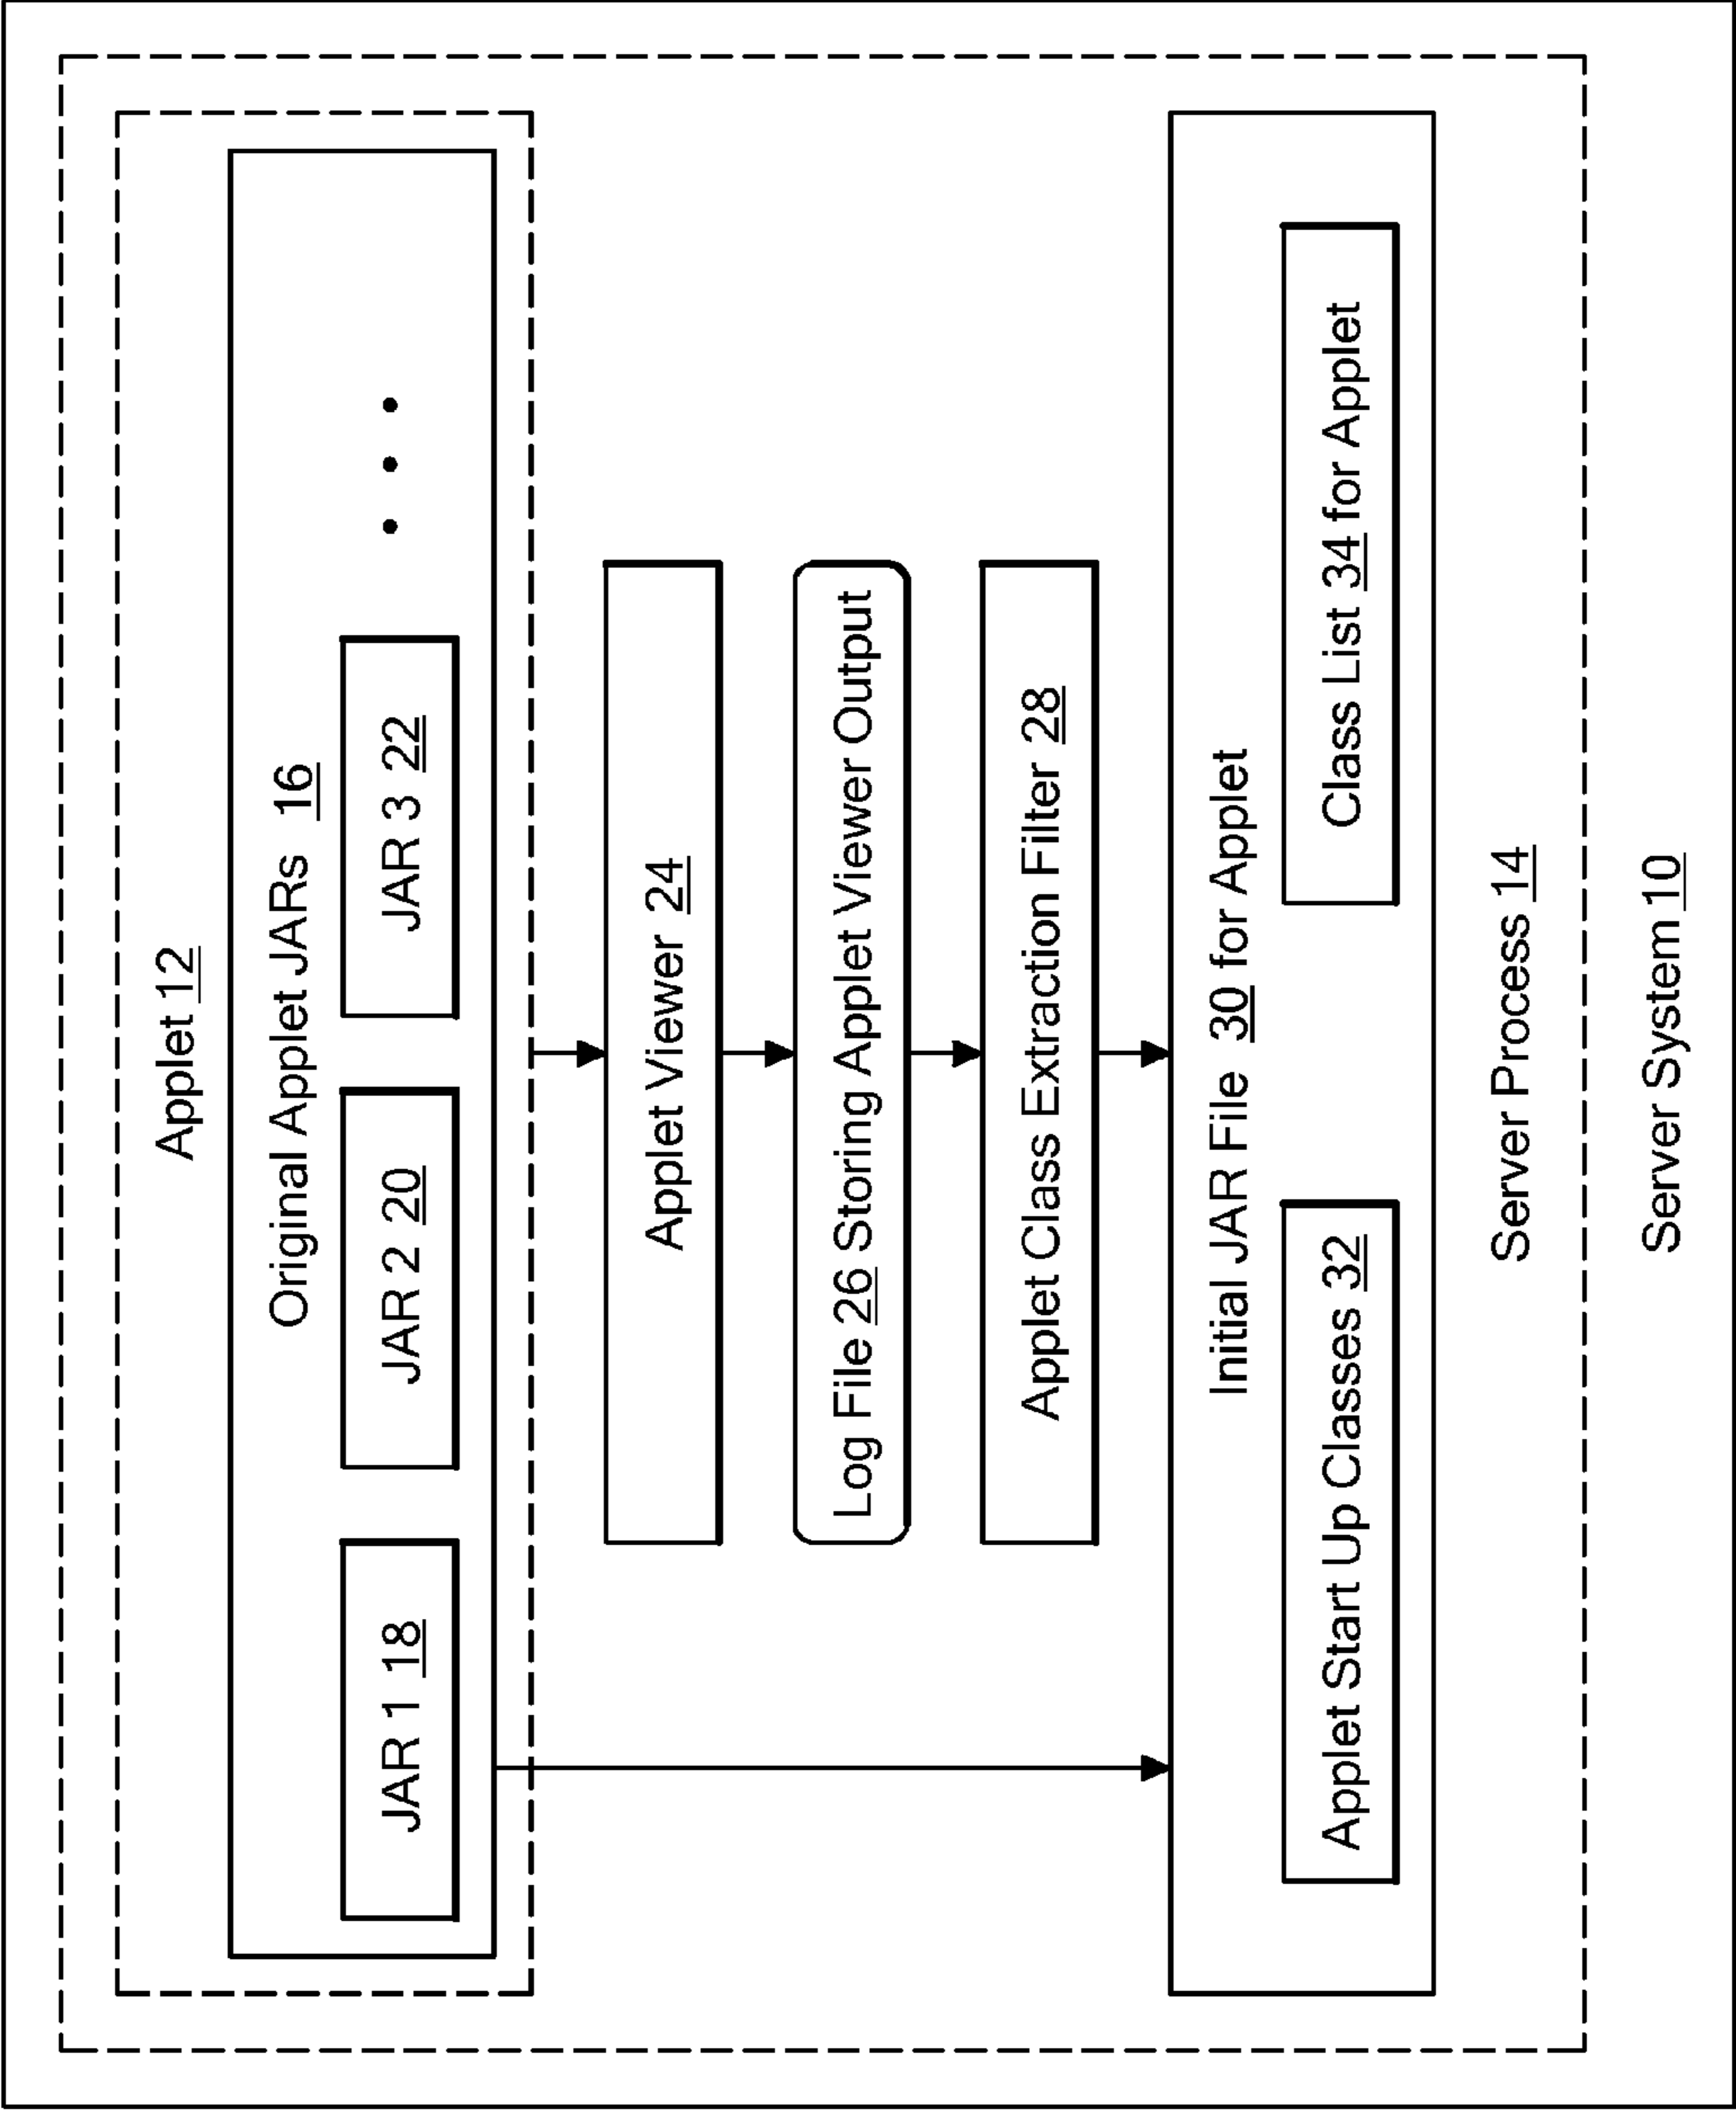 Applet 12
Original Applet JARs 16
JAR 1 18
JAR 2 20
JAR 3 22
Applet Viewer 24
Log File 26 Storing Applet Viewer Output
Applet Class Extraction Filter 28
Initial JAR File 30 for Applet
Applet Start Up Classes 32
Class List 34 for Applet
Server Process 14
Server System 10